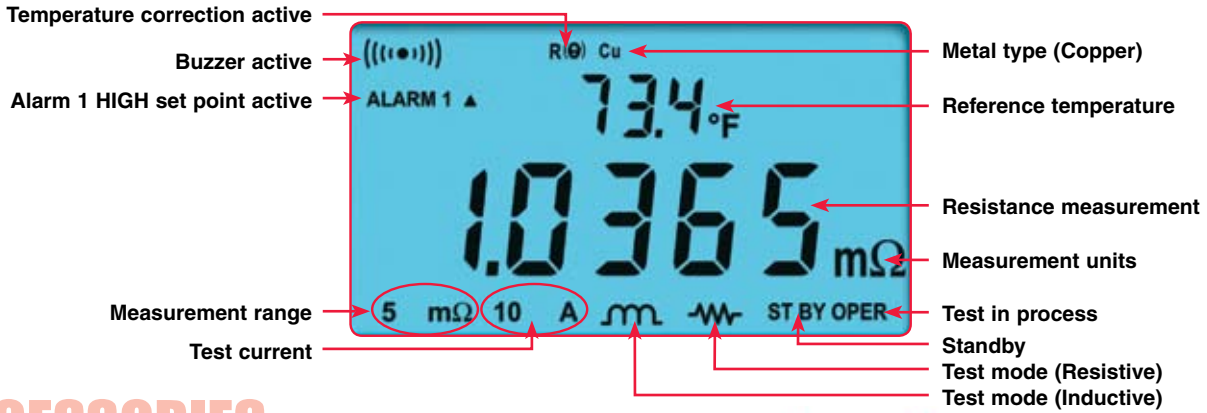 Temperature correction active
Buzzer active
Alarm 1 HIGH set point active
Measurement range
Test current
R(θ) Cu
ALARM 1 ▲
73.4 °F
1.0365 mΩ
5 mΩ 10 A ST BY OPER
Metal type (Copper)
Reference temperature
Resistance measurement
Measurement units
Test in process
Standby
Test mode (Resistive)
Test mode (Inductive)